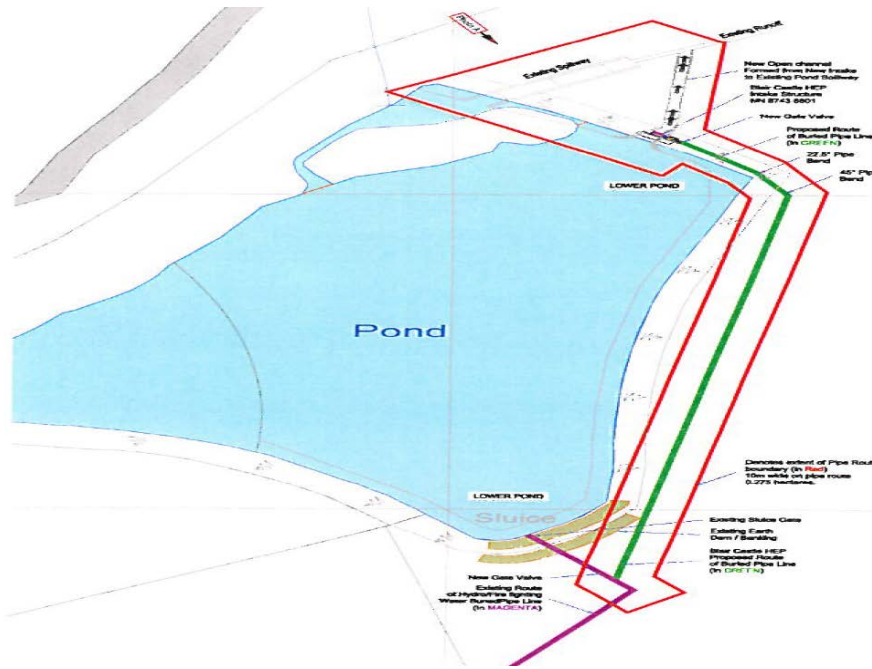 Existing Runoff
Existing Spillway
New Open channel
Formed from New Intake
to Existing Pond Spillway
Blair Castle HEP
Intake Structure
NN 8743 6601
New Gate Valve
Proposed Route
of Buried Pipe Line
(in GREEN)
22.5° Pipe
Bend
45° Pip
Bend
LOWER POND
Pond
Denotes extent of Pipe Rout
boundary (in Red)
10m wide on pipe route
0.275 hectares.
LOWER POND
Sluice
Existing Sluice Gate
Existing Earth
Dam / Banking
Blair Castle HEP
Proposed Route
of Buried Pipe Line
(in GREEN)
New Gate Valve
Existing Route
of Hydro/Fire fighting
Water BuriedPipe Line
(in MAGENTA)